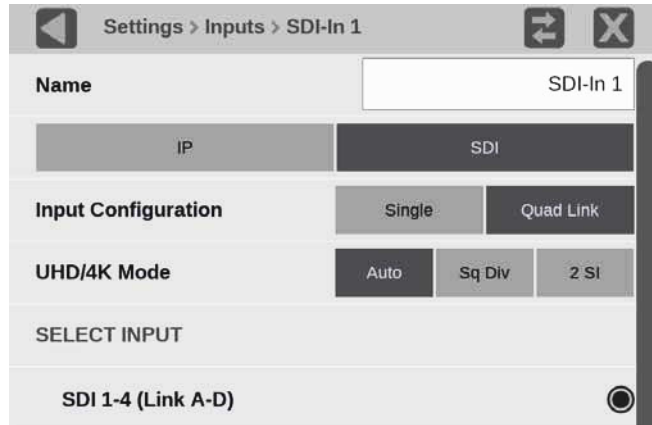 Settings > Inputs > SDI-In 1
Name SDI-In 1
IP SDI
Input Configuration Single Quad Link
UHD/4K Mode Auto Sq Div 2 SI
SELECT INPUT
SDI 1-4 (Link A-D)